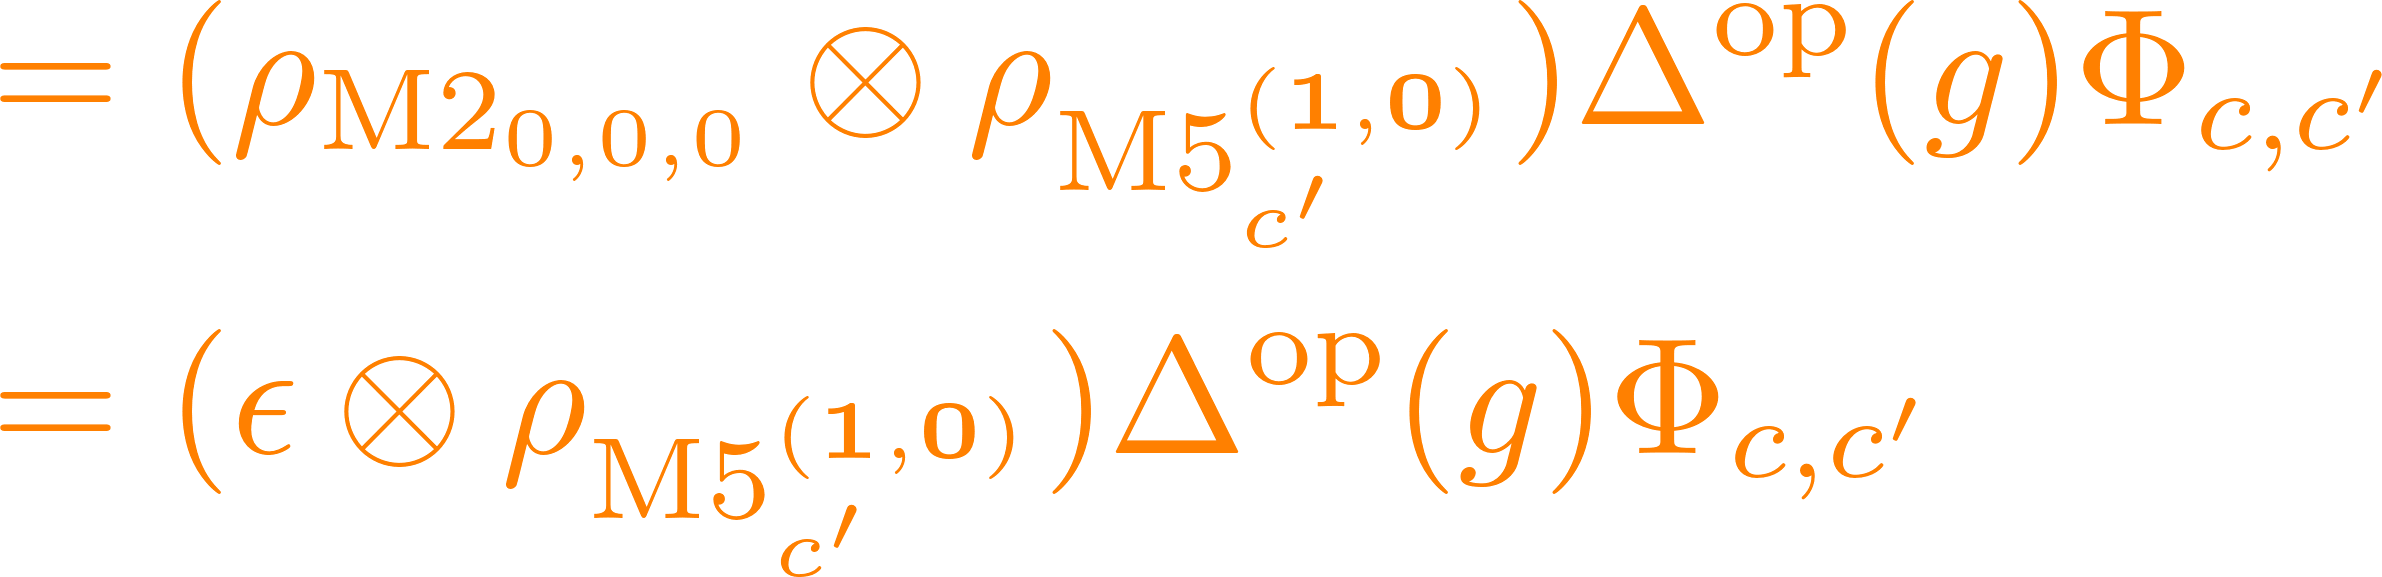 = (ρ_{M2_{0,0,0}} ⊗ ρ_{M5_{c′}^{(𝟏,𝟎)}})Δ^{op}(g)Φ_{c,c′}
= (ϵ ⊗ ρ_{M5_{c′}^{(𝟏,𝟎)}})Δ^{op}(g)Φ_{c,c′}